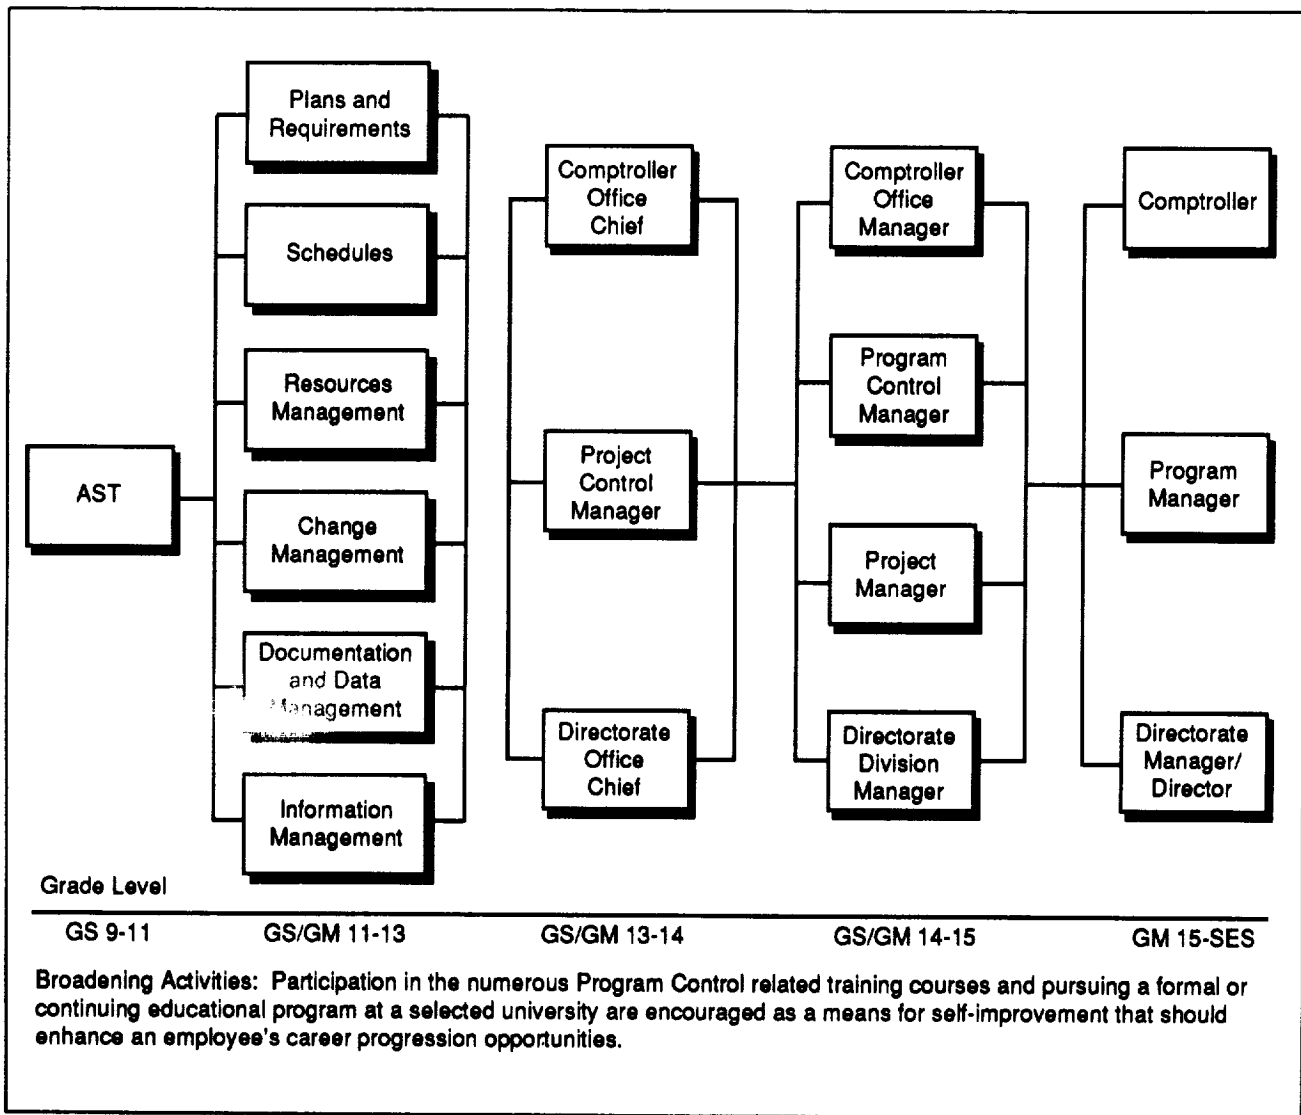 Plans and
Requirements
Schedules
Resources
Management
AST
Change
Management
Documentation
and Data
Management
Information
Management
Comptroller
Office
Chief
Project
Control
Manager
Directorate
Office
Chief
Comptroller
Office
Manager
Program
Control
Manager
Project
Manager
Directorate
Division
Manager
Comptroller
Program
Manager
Directorate
Manager/
Director
Grade Level
GS 9-11 GS/GM 11-13 GS/GM 13-14 GS/GM 14-15 GM 15-SES
Broadening Activities: Participation in the numerous Program Control related training courses and pursuing a formal or
continuing educational program at a selected university are encouraged as a means for self-improvement that should
enhance an employee's career progression opportunities.